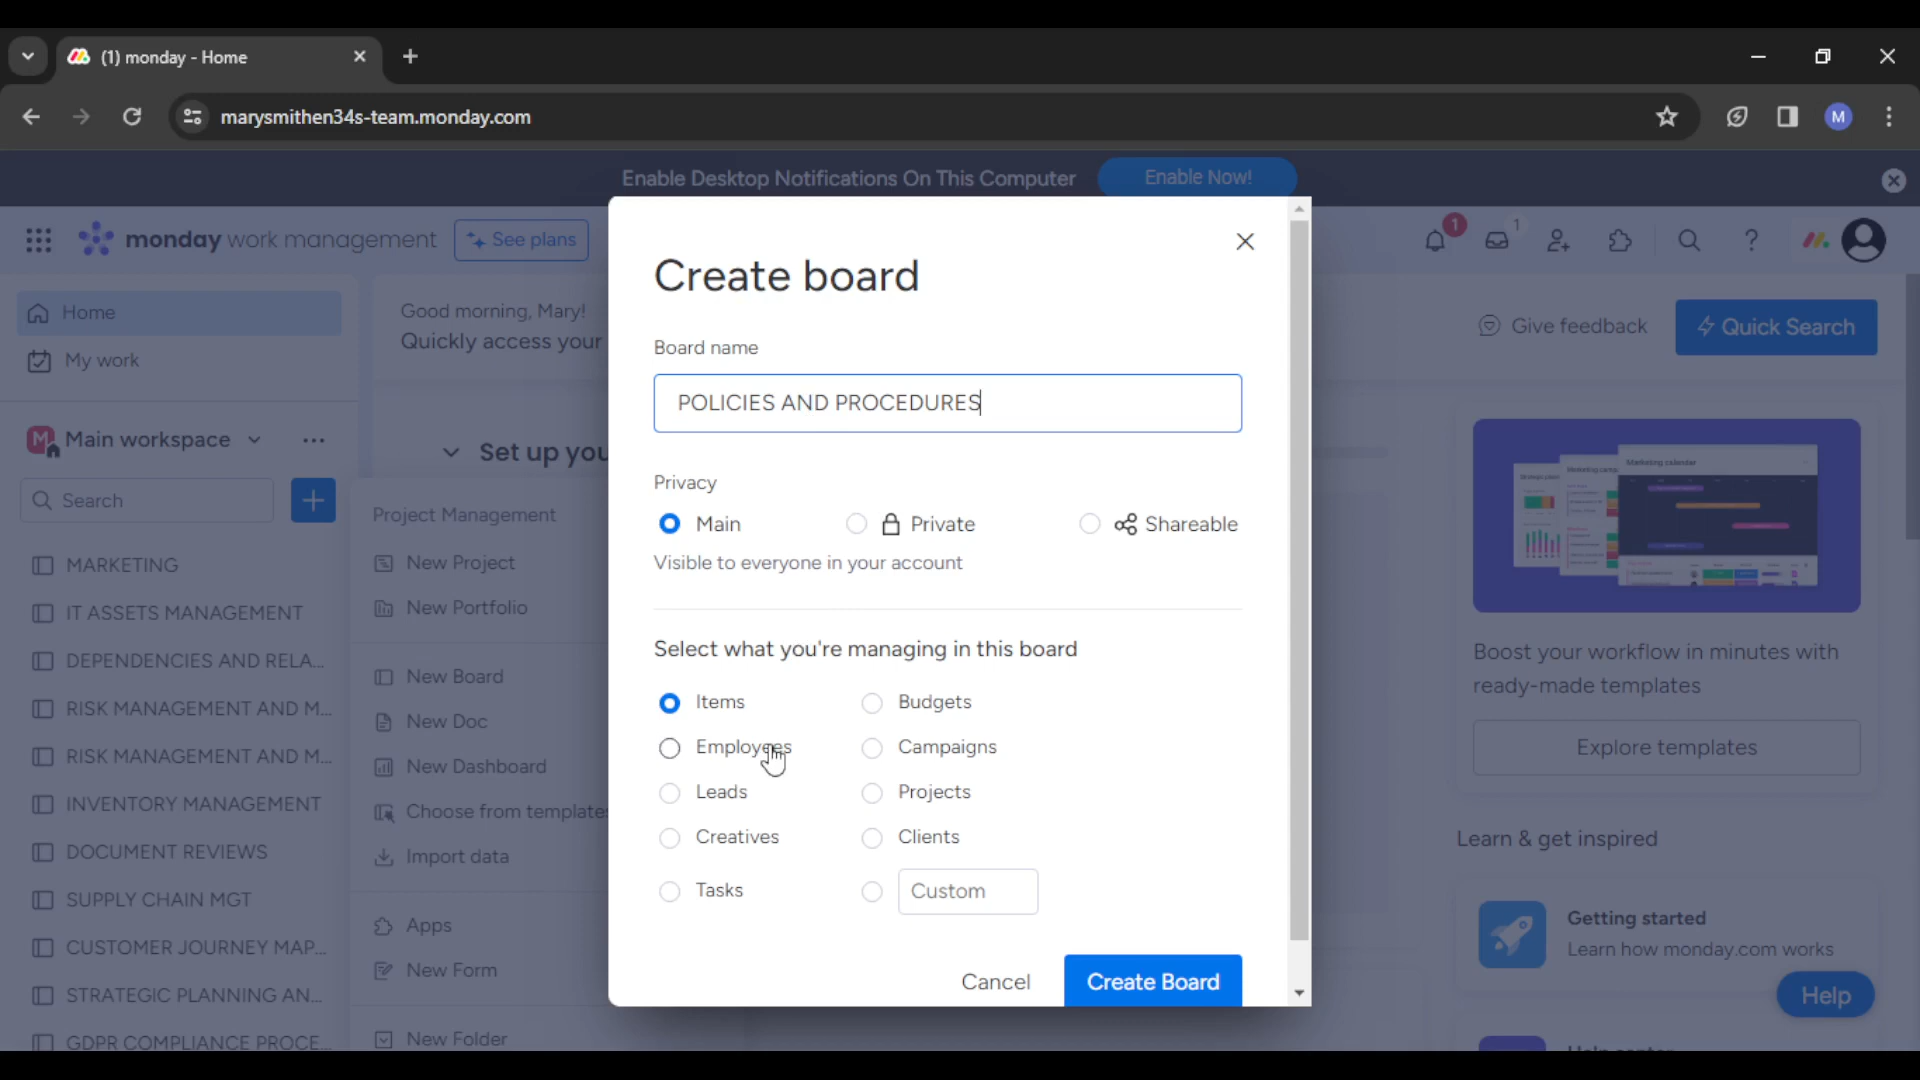 (1) monday - Home
marysmithen34s-team.monday.com
Enable Desktop Notifications On This Computer
Enable Now!
monday work management
See plans
1
1
Home
My work
Good morning, Mary!
Quickly access your
Give feedback
Quick Search
Main workspace
Search
Set up you
MARKETING
IT ASSETS MANAGEMENT
DEPENDENCIES AND RELA...
RISK MANAGEMENT AND M...
RISK MANAGEMENT AND M...
INVENTORY MANAGEMENT
DOCUMENT REVIEWS
SUPPLY CHAIN MGT
CUSTOMER JOURNEY MAP...
STRATEGIC PLANNING AN...
GDPR COMPLIANCE PROCE...
Project Management
New Project
New Portfolio
New Board
New Doc
New Dashboard
Choose from templates
Import data
Apps
New Form
New Folder
Create board
Board name
POLICIES AND PROCEDURES
Privacy
Main
Private
Shareable
Visible to everyone in your account
Select what you're managing in this board
Items
Budgets
Employees
Campaigns
Leads
Projects
Creatives
Clients
Tasks
Custom
Cancel
Create Board
Marketing calendar
Boost your workflow in minutes with
ready-made templates
Explore templates
Learn & get inspired
Getting started
Learn how monday.com works
Help